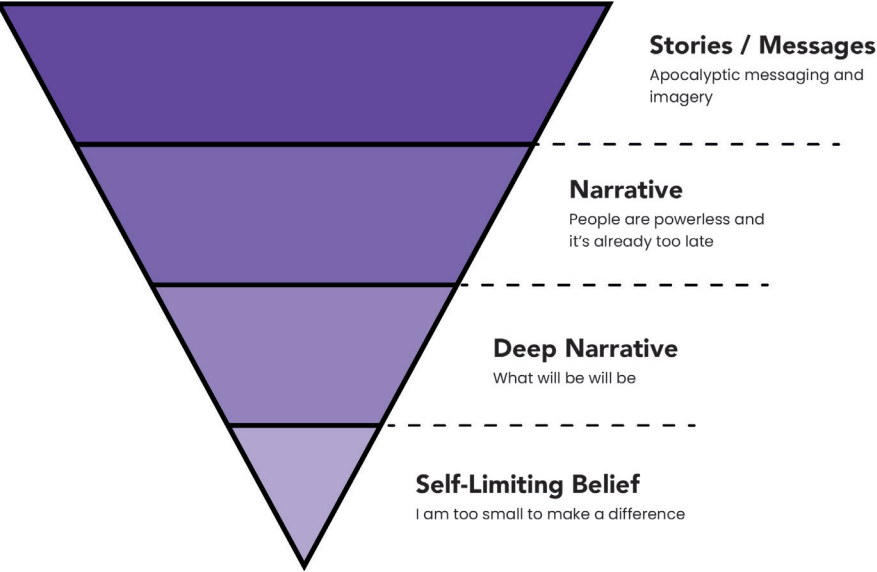 Stories / Messages
Apocalyptic messaging and
imagery
Narrative
People are powerless and
it’s already too late
Deep Narrative
What will be will be
Self-Limiting Belief
I am too small to make a difference